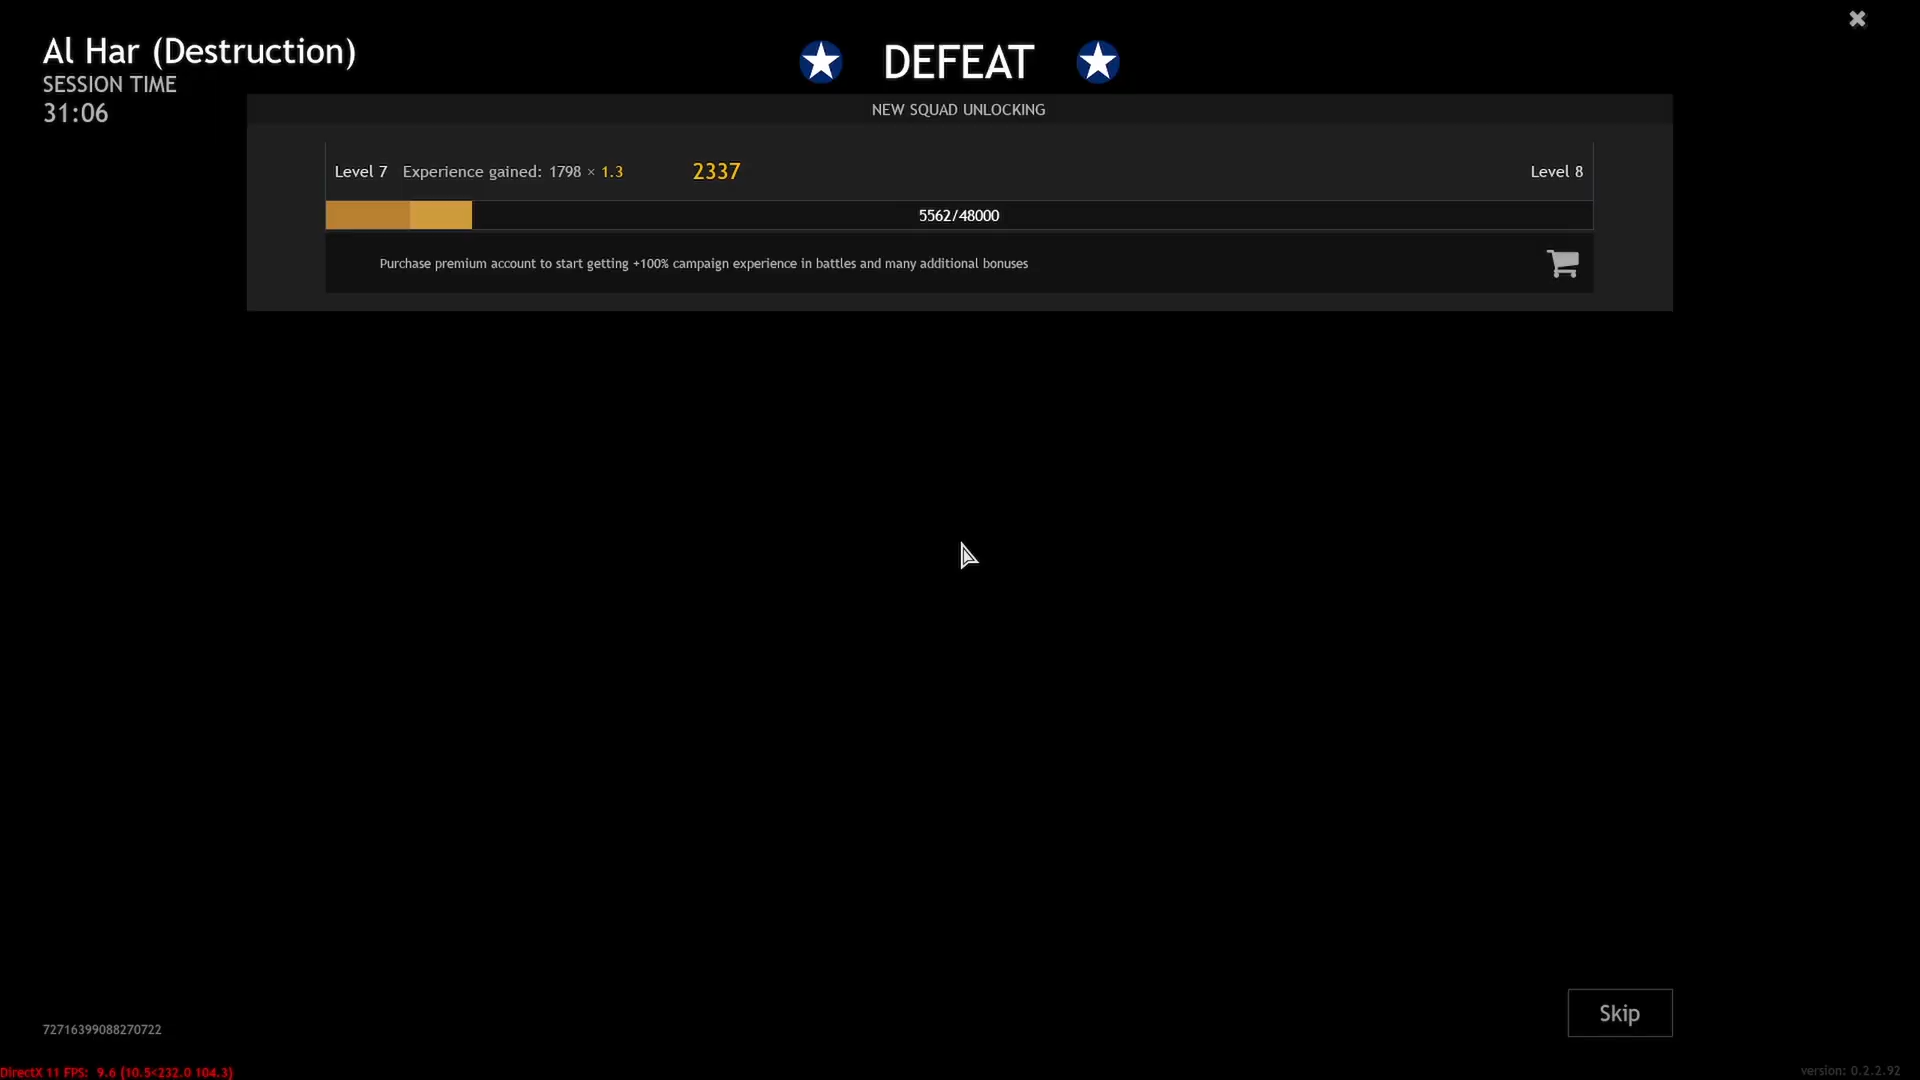 Al Har (Destruction)
SESSION TIME
31:06
DEFEAT
NEW SQUAD UNLOCKING
Level 7 Experience gained: 1798 × 1.3 2337 Level 8
5562/48000
Purchase premium account to start getting +100% campaign experience in battles and many additional bonuses
Skip
72716399088270722
DirectX 11 FPS: 9.6 (10.5<232.0 104.3)
version: 0.2.2.92